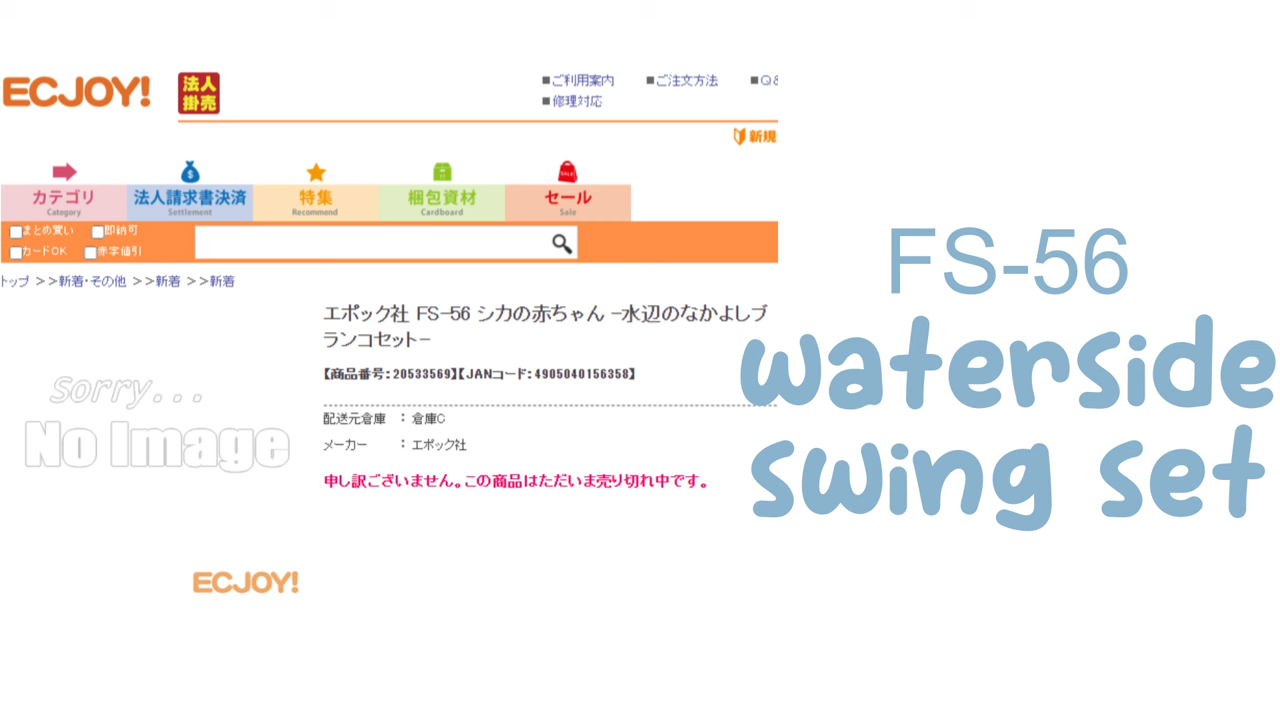 ECJOY!
法人
掛売
■ご利用案内 ■ご注文方法 ■Q&
■修理対応
新規
カテゴリ 法人請求書決済 特集 梱包資材 セール
Category Settlement Recommend Cardboard Sale
SALE
まとめ買い 即納可
カードOK 赤字値引
トップ >>新着・その他 >>新着 >>新着
エポック社 FS-56 シカの赤ちゃん -水辺のなかよしブ
ランコセット-
【商品番号：20533569】【JANコード：4905040156358】
配送元倉庫 ： 倉庫C
メーカー ： エポック社
申し訳ございません。この商品はただいま売り切れ中です。
sorry...
No Image
ECJOY!
FS-56
waterside
swing set